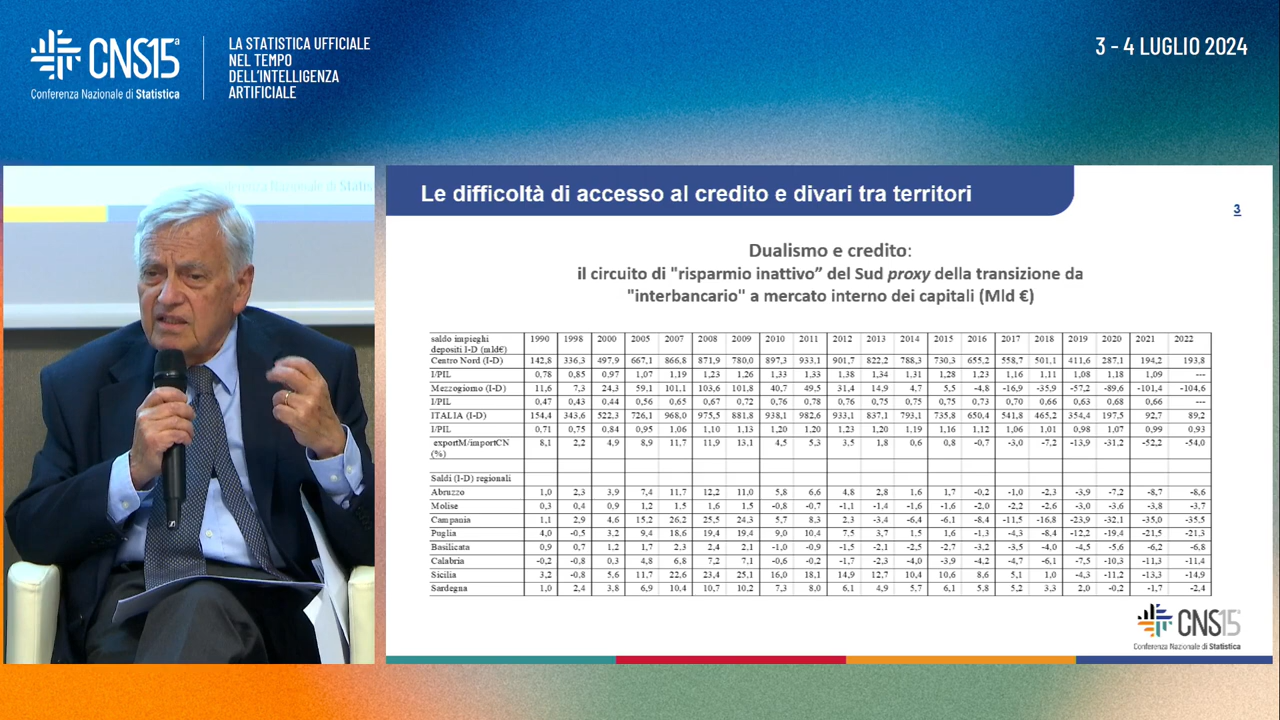 CNS15ª
Conferenza Nazionale di Statistica
LA STATISTICA UFFICIALE
NEL TEMPO
DELL'INTELLIGENZA
ARTIFICIALE
3 - 4 LUGLIO 2024
Conferenza Nazionale di Statis
Le difficoltà di accesso al credito e divari tra territori
3
Dualismo e credito:
il circuito di "risparmio inattivo” del Sud proxy della transizione da
"interbancario" a mercato interno dei capitali (Mld €)
saldo impieghi depositi I-D (mld€) 1990 1998 2000 2005 2007 2008 2009 2010 2011 2012 2013 2014 2015 2016 2017 2018 2019 2020 2021 2022
Centro Nord (I-D) 142,8 336,3 497,9 667,1 866,8 871,9 780,0 897,3 933,1 901,7 822,2 788,3 730,3 655,2 558,7 501,1 411,6 287,1 194,2 193,8
I/PIL 0,78 0,85 0,97 1,07 1,19 1,23 1,26 1,33 1,33 1,38 1,34 1,31 1,28 1,23 1,16 1,11 1,08 1,18 1,09 ---
Mezzogiorno (I-D) 11,6 7,3 24,3 59,1 101,1 103,6 101,8 40,7 49,5 31,4 14,9 4,7 5,5 -4,8 -16,9 -35,9 -57,2 -89,6 -101,4 -104,6
I/PIL 0,47 0,43 0,44 0,56 0,65 0,67 0,72 0,76 0,78 0,76 0,75 0,75 0,75 0,73 0,70 0,66 0,63 0,68 0,66 ---
ITALIA (I-D) 154,4 343,6 522,3 726,1 968,0 975,5 881,8 938,1 982,6 933,1 837,1 793,1 735,8 650,4 541,8 465,2 354,4 197,5 92,7 89,2
I/PIL 0,71 0,75 0,84 0,95 1,06 1,10 1,13 1,20 1,20 1,23 1,20 1,19 1,16 1,12 1,06 1,01 0,98 1,07 0,99 0,93
exportM/importCN (%) 8,1 2,2 4,9 8,9 11,7 11,9 13,1 4,5 5,3 3,5 1,8 0,6 0,8 -0,7 -3,0 -7,2 -13,9 -31,2 -52,2 -54,0
Saldi (I-D) regionali
Abruzzo 1,0 2,3 3,9 7,4 11,7 12,2 11,0 5,8 6,6 4,8 2,8 1,6 1,7 -0,2 -1,0 -2,3 -3,9 -7,2 -8,7 -8,6
Molise 0,3 0,4 0,9 1,2 1,5 1,6 1,5 -0,8 -0,7 -1,1 -1,4 -1,6 -1,6 -2,0 -2,2 -2,6 -3,0 -3,6 -3,8 -3,7
Campania 1,1 2,9 4,6 15,2 26,2 25,5 24,3 5,7 8,3 2,3 -3,4 -6,4 -6,1 -8,4 -11,5 -16,8 -23,9 -32,1 -35,0 -35,5
Puglia 4,0 -0,5 3,2 9,4 18,6 19,4 19,4 9,0 10,4 7,5 3,7 1,5 1,6 -1,3 -4,3 -8,4 -12,2 -19,4 -21,5 -21,3
Basilicata 0,9 0,7 1,2 1,7 2,3 2,4 2,1 -1,0 -0,9 -1,5 -2,1 -2,5 -2,7 -3,2 -3,5 -4,0 -4,5 -5,6 -6,2 -6,8
Calabria -0,2 -0,8 0,3 4,8 6,8 7,2 7,1 -0,6 -0,2 -1,7 -2,3 -4,0 -3,9 -4,2 -4,7 -6,1 -7,5 -10,3 -11,3 -11,4
Sicilia 3,2 -0,8 5,6 11,7 22,6 23,4 25,1 16,0 18,1 14,9 12,7 10,4 10,6 8,6 5,1 1,0 -4,3 -11,2 -13,3 -14,9
Sardegna 1,0 2,4 3,8 6,9 10,4 10,7 10,2 7,3 8,0 6,1 4,9 5,7 6,1 5,8 5,2 3,3 2,0 -0,2 -1,7 -2,4
CNS15ª
Conferenza Nazionale di Statistica